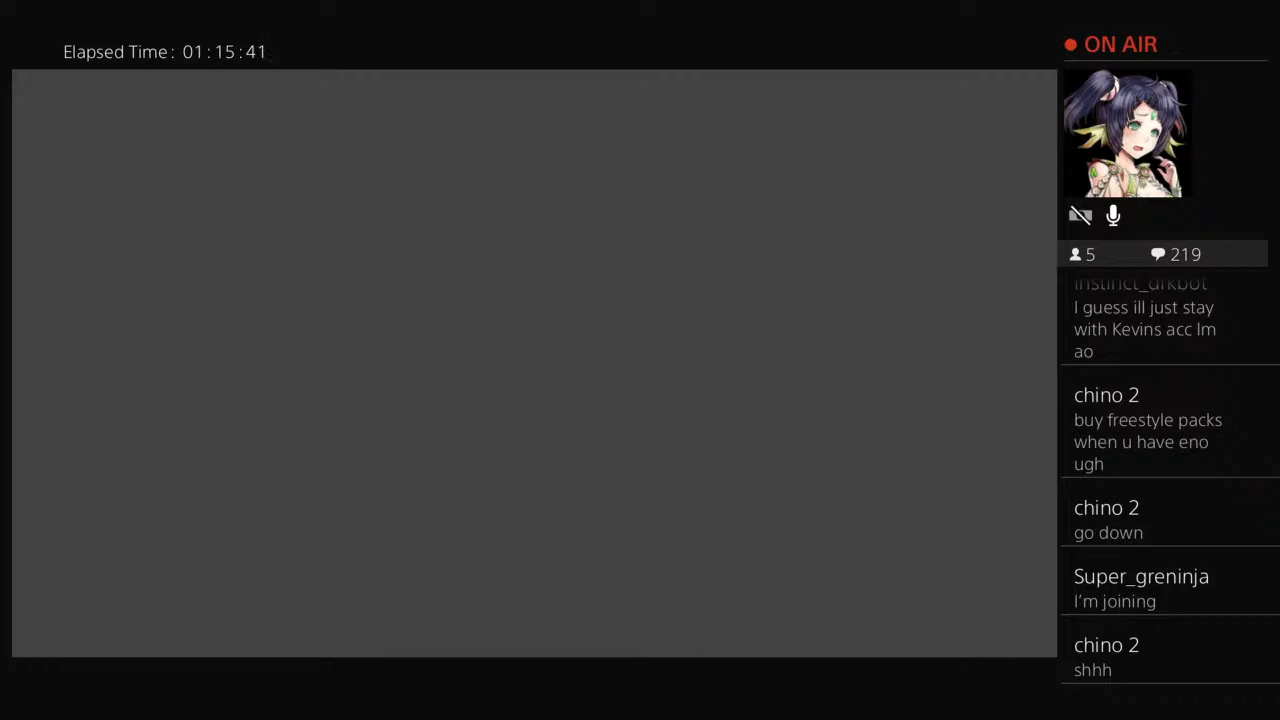 Elapsed Time: 01:15:41
ON AIR
5
219
instinct_drkbot
I guess ill just stay
with Kevins acc lm
ao
chino 2
buy freestyle packs
when u have eno
ugh
chino 2
go down
Super_greninja
I'm joining
chino 2
shhh